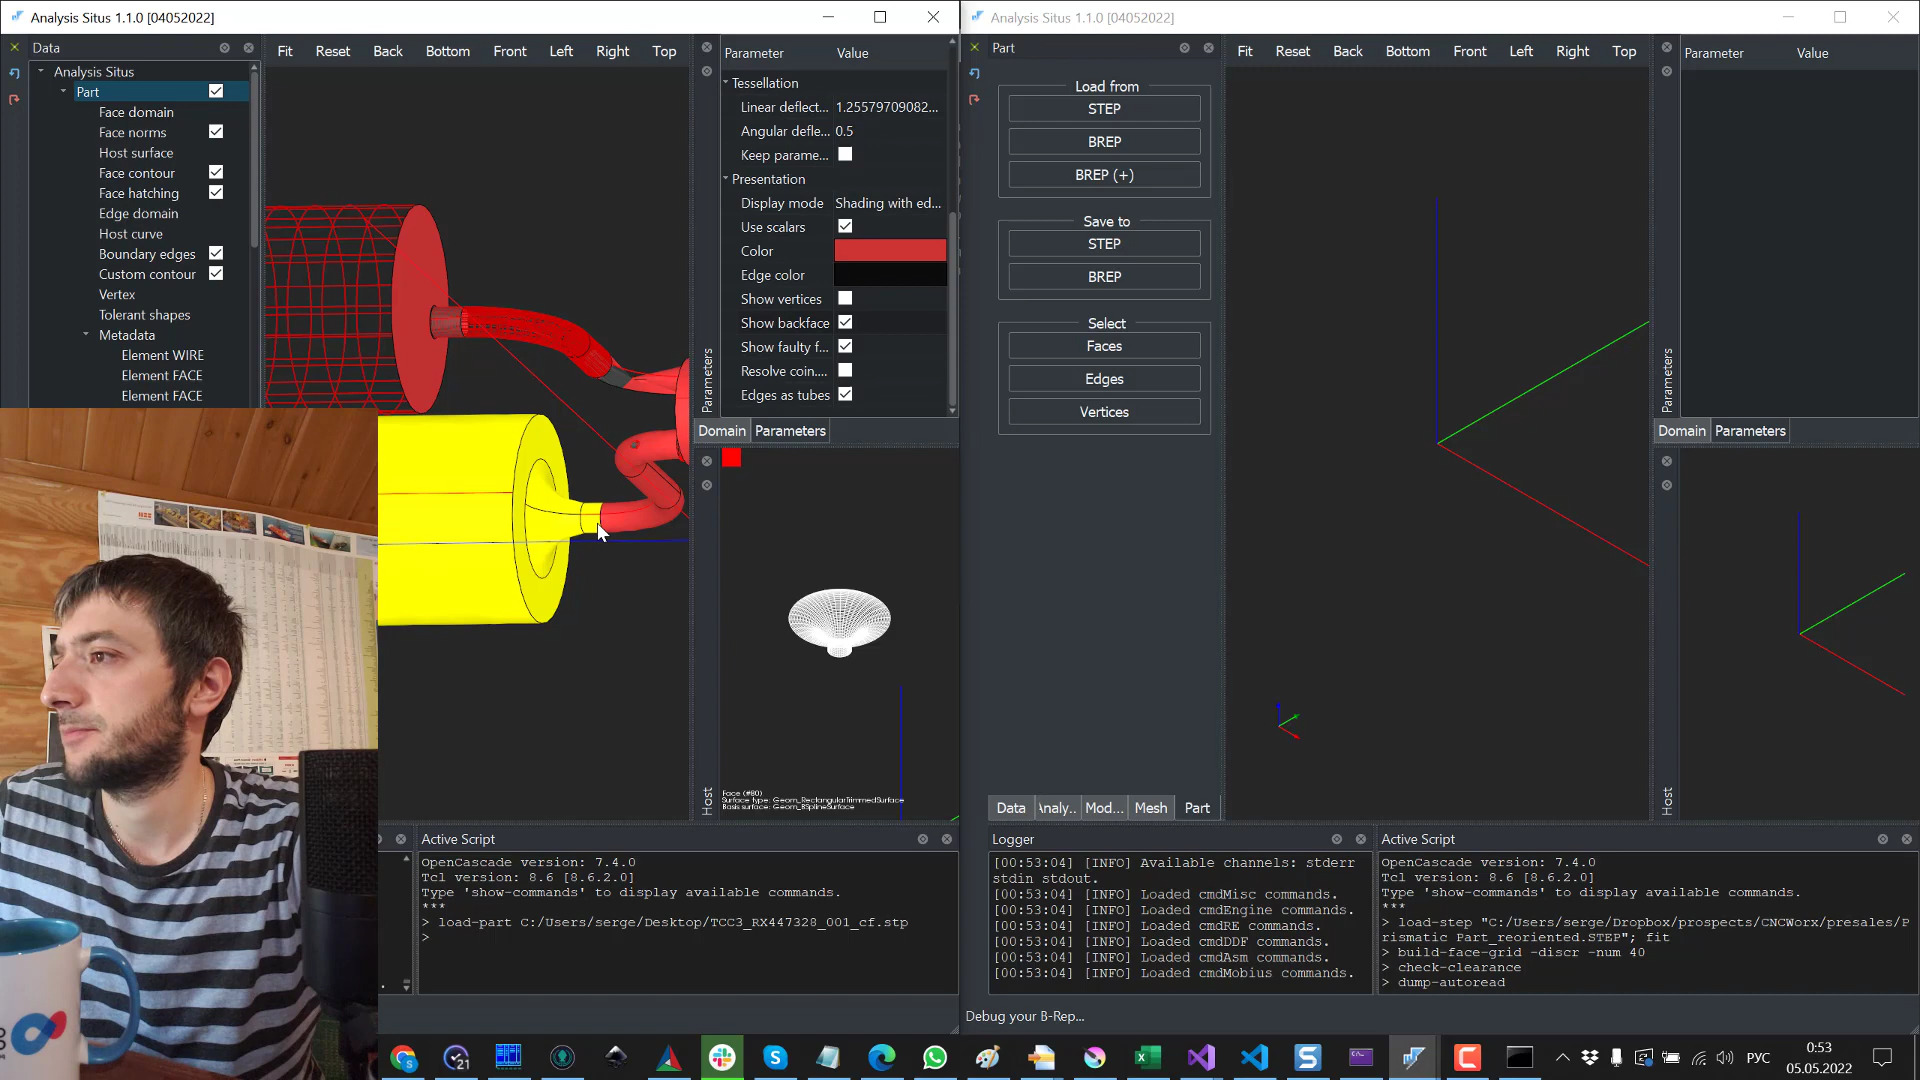 Analysis Situs 1.1.0 [04052022]
Data
Fit Reset Back Bottom Front Left Right Top
Analysis Situs
Part
Face domain
Face norms
Host surface
Face contour
Face hatching
Edge domain
Host curve
Boundary edges
Custom contour
Vertex
Tolerant shapes
Metadata
Element WIRE
Element FACE
Element FACE
Parameters
Parameter Value
Tessellation
Linear deflect... 1.25579709082...
Angular defle... 0.5
Keep parame...
Presentation
Display mode Shading with ed...
Use scalars
Color
Edge color
Show vertices
Show backface
Show faulty f...
Resolve coin....
Edges as tubes
Domain Parameters
Host
Face (#80)
Surface type: Geom_RectangularTrimmedSurface
Basis surface: Geom_BSplineSurface
Active Script
OpenCascade version: 7.4.0
Tcl version: 8.6 [8.6.2.0]
Type 'show-commands' to display available commands.
***
> load-part C:/Users/serge/Desktop/TCC3_RX447328_001_cf.stp
>
Analysis Situs 1.1.0 [04052022]
Part
Fit Reset Back Bottom Front Left Right Top
Load from
STEP
BREP
BREP (+)
Save to
STEP
BREP
Select
Faces
Edges
Vertices
Data Analy.. Mod... Mesh Part
Parameters
Parameter Value
Domain Parameters
Host
Logger
[00:53:04] [INFO] Available channels: stderr
stdin stdout.
[00:53:04] [INFO] Loaded cmdMisc commands.
[00:53:04] [INFO] Loaded cmdEngine commands.
[00:53:04] [INFO] Loaded cmdRE commands.
[00:53:04] [INFO] Loaded cmdDDF commands.
[00:53:04] [INFO] Loaded cmdAsm commands.
[00:53:04] [INFO] Loaded cmdMobius commands.
Active Script
OpenCascade version: 7.4.0
Tcl version: 8.6 [8.6.2.0]
Type 'show-commands' to display available commands.
***
> load-step "C:/Users/serge/Dropbox/prospects/CNCWorx/presales/P
rismatic Part_reoriented.STEP"; fit
> build-face-grid -discr -num 40
> check-clearance
> dump-autoread
Debug your B-Rep...
21
РУС
0:53
05.05.2022